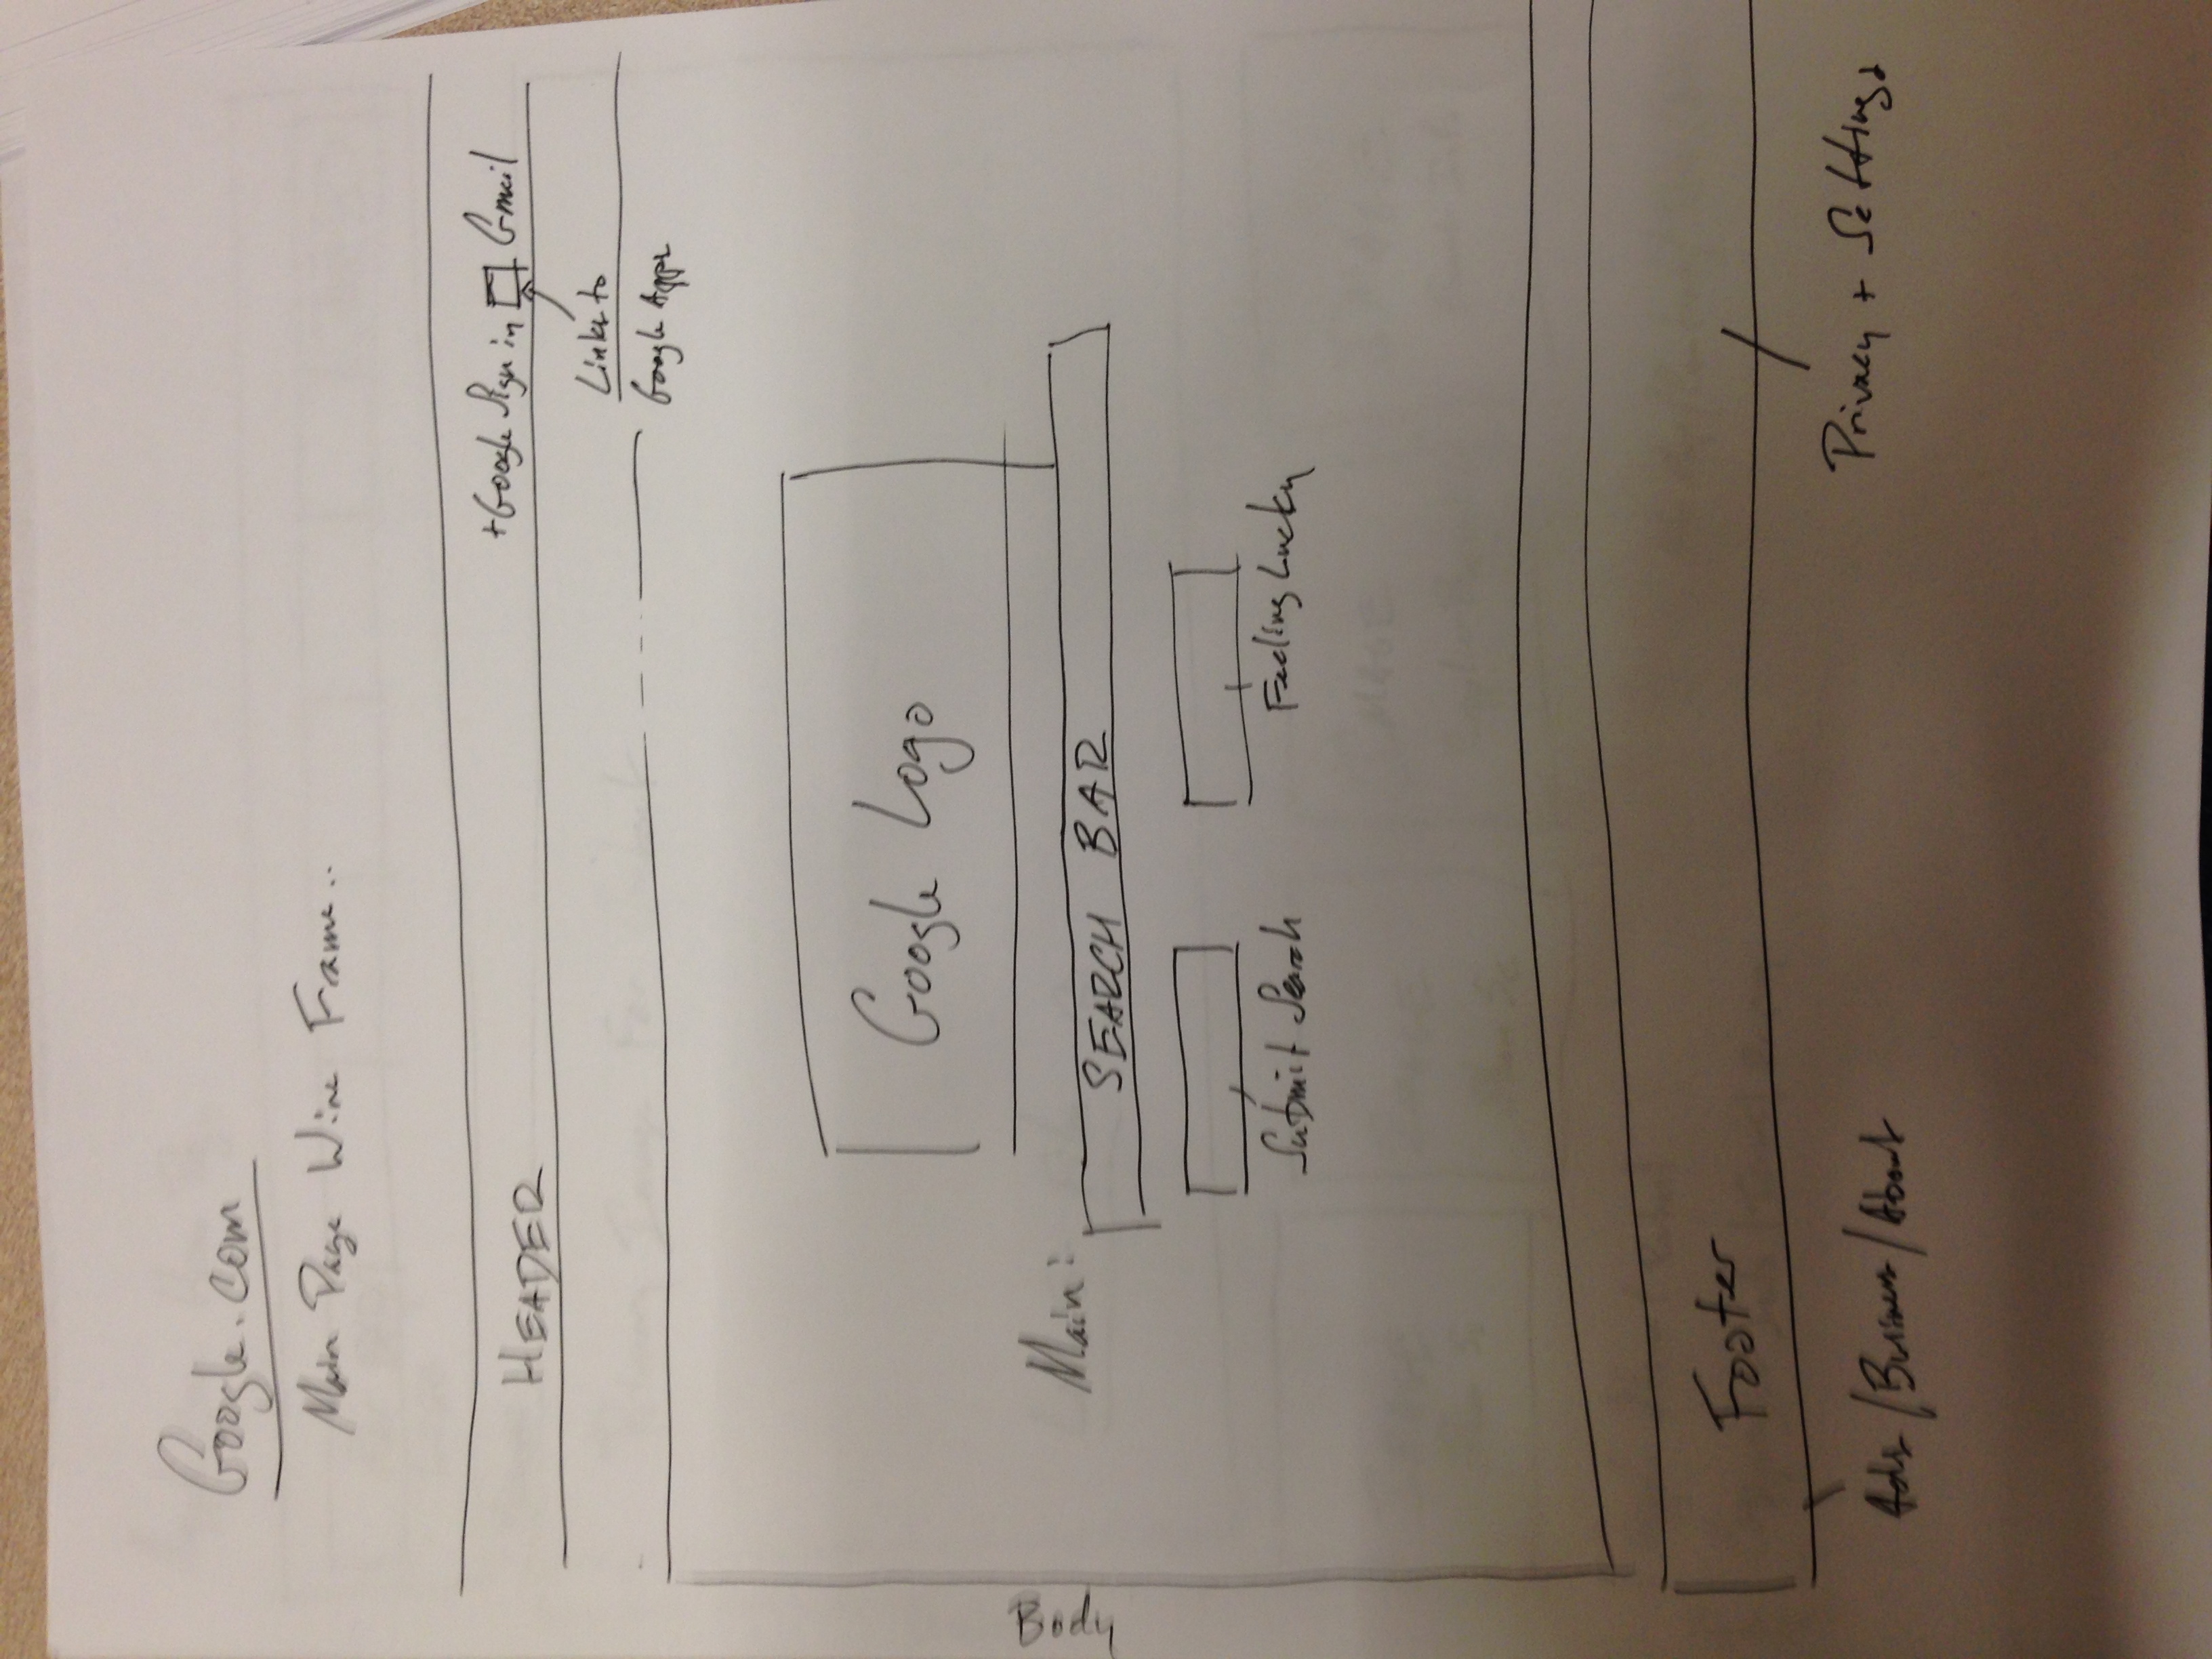 Google.com
Main Page Wire Frame..
HEADER
+Google Sign in Gmail
Links to
Google Apps
Google Logo
Body
Main:
SEARCH BAR
Submit Search
Feeling Lucky
Footer
Ads/Business/About
Privacy + Settings